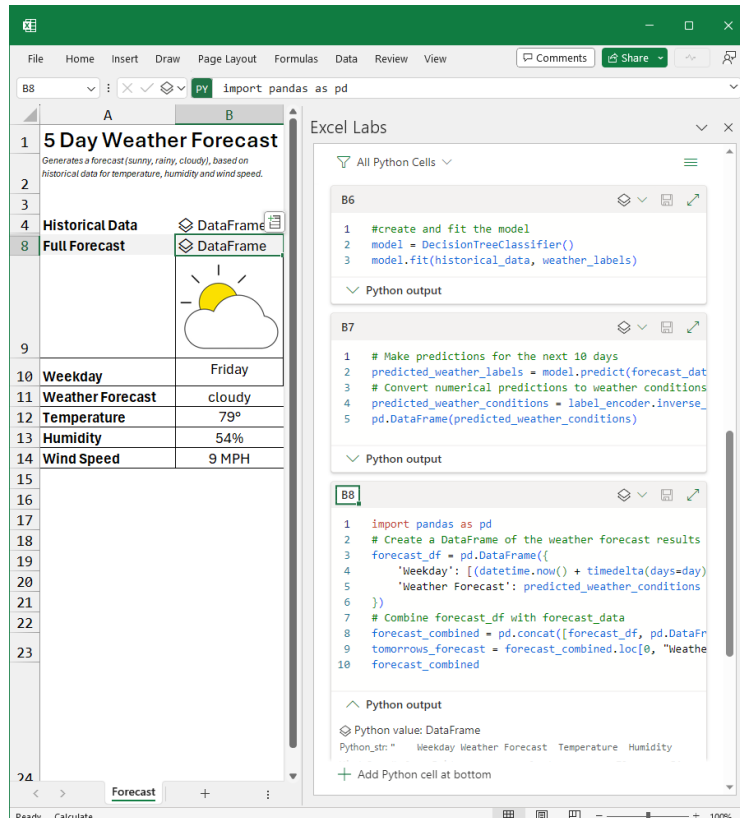 File Home Insert Draw Page Layout Formulas Data Review View Comments Share
B8 PY import pandas as pd
A B
1 5 Day Weather Forecast
Generates a forecast (sunny, rainy, cloudy), based on
2 historical data for temperature, humidity and wind speed.
3
4 Historical Data DataFrame
8 Full Forecast DataFrame
9
10 Weekday Friday
11 Weather Forecast cloudy
12 Temperature 79°
13 Humidity 54%
14 Wind Speed 9 MPH
15
16
17
18
19
20
21
22
23
24
Forecast
Ready Calculate 100%
Excel Labs
All Python Cells
B6
1 #create and fit the model
2 model = DecisionTreeClassifier()
3 model.fit(historical_data, weather_labels)
Python output
B7
1 # Make predictions for the next 10 days
2 predicted_weather_labels = model.predict(forecast_dat
3 # Convert numerical predictions to weather conditions
4 predicted_weather_conditions = label_encoder.inverse_
5 pd.DataFrame(predicted_weather_conditions)
Python output
B8
1 import pandas as pd
2 # Create a DataFrame of the weather forecast results
3 forecast_df = pd.DataFrame({
4 'Weekday': [(datetime.now() + timedelta(days=day)
5 'Weather Forecast': predicted_weather_conditions
6 })
7 # Combine forecast_df with forecast_data
8 forecast_combined = pd.concat([forecast_df, pd.DataFr
9 tomorrows_forecast = forecast_combined.loc[0, "Weathe
10 forecast_combined
Python output
Python value: DataFrame
Python_str: " Weekday Weather Forecast Temperature Humidity
Add Python cell at bottom